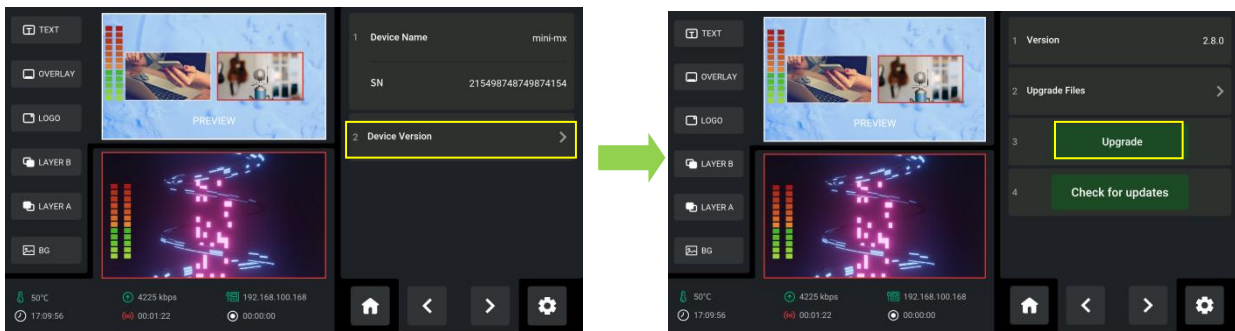 TEXT
OVERLAY
LOGO
LAYER B
LAYER A
BG
PREVIEW
1 Device Name mini-mx
SN 215498748749874154
2 Device Version
50°C
4225 kbps
192.168.100.168
17:09:56
00:01:22
00:00:00
TEXT
OVERLAY
LOGO
LAYER B
LAYER A
BG
PREVIEW
1 Version 2.8.0
2 Upgrade Files
3 Upgrade
4 Check for updates
50°C
4225 kbps
192.168.100.168
17:09:56
00:01:22
00:00:00